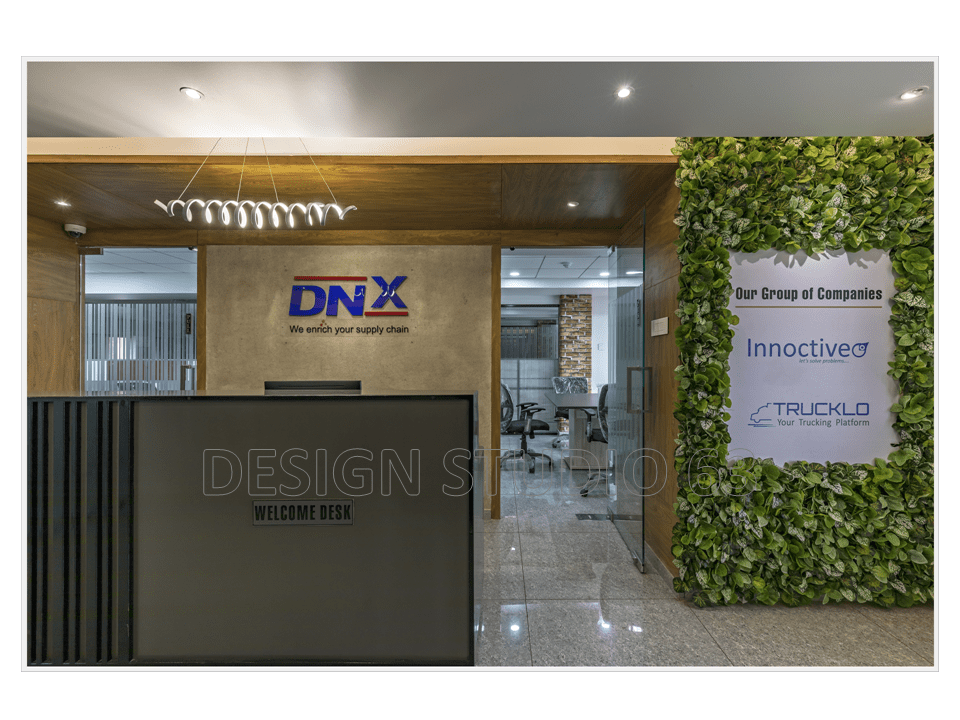 DNX
We enrich your supply chain
Our Group of Companies
Innoctive
let's solve problems...
TRUCKLO
Your Trucking Platform
DESIGN STUDIO 63
WELCOME DESK